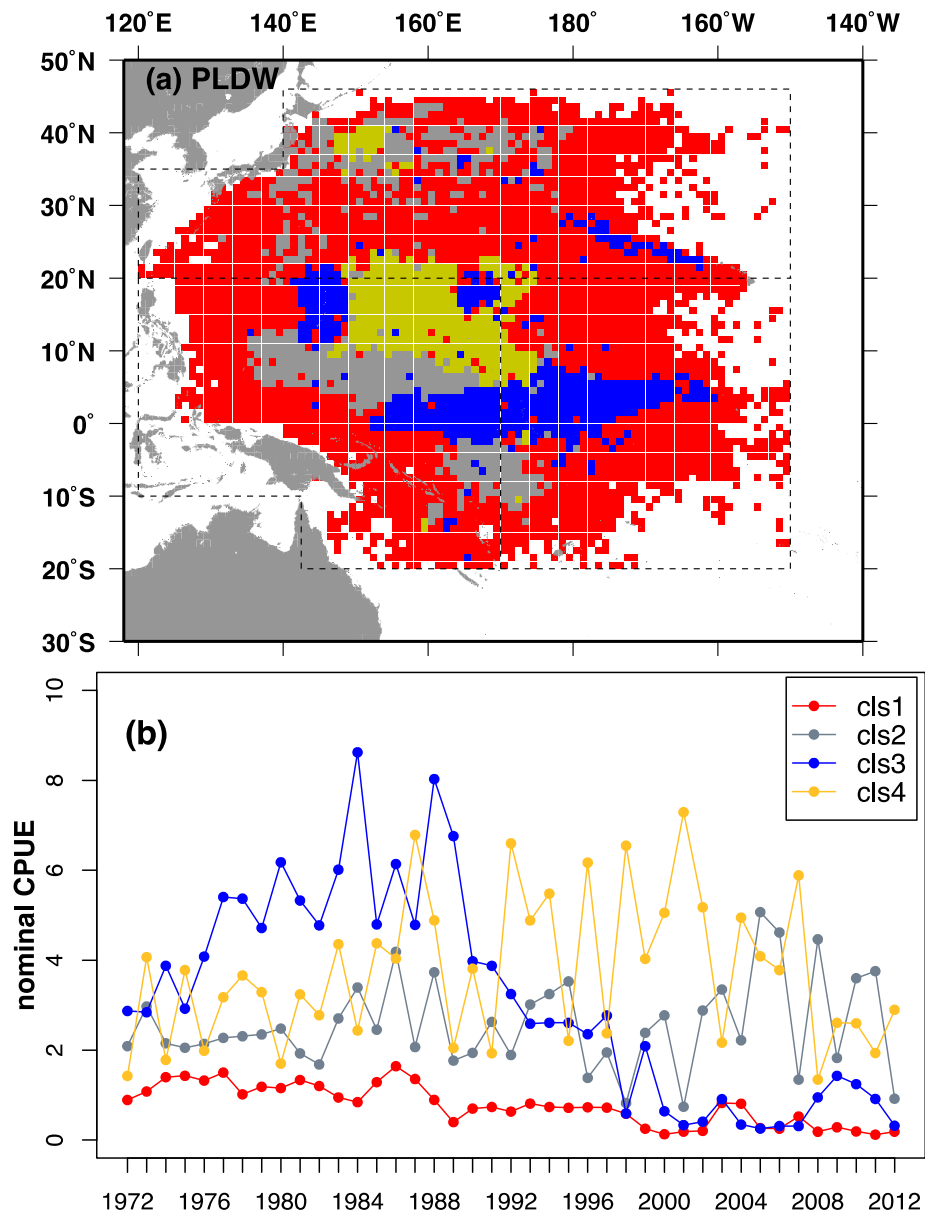 120˚E 140˚E 160˚E 180˚ 160˚W 140˚W
50˚N
(a) PLDW
40˚N
30˚N
20˚N
10˚N
0˚
10˚S
20˚S
30˚S
10
8
6
4
2
0
nominal CPUE
(b)
cls1
cls2
cls3
cls4
1972 1976 1980 1984 1988 1992 1996 2000 2004 2008 2012